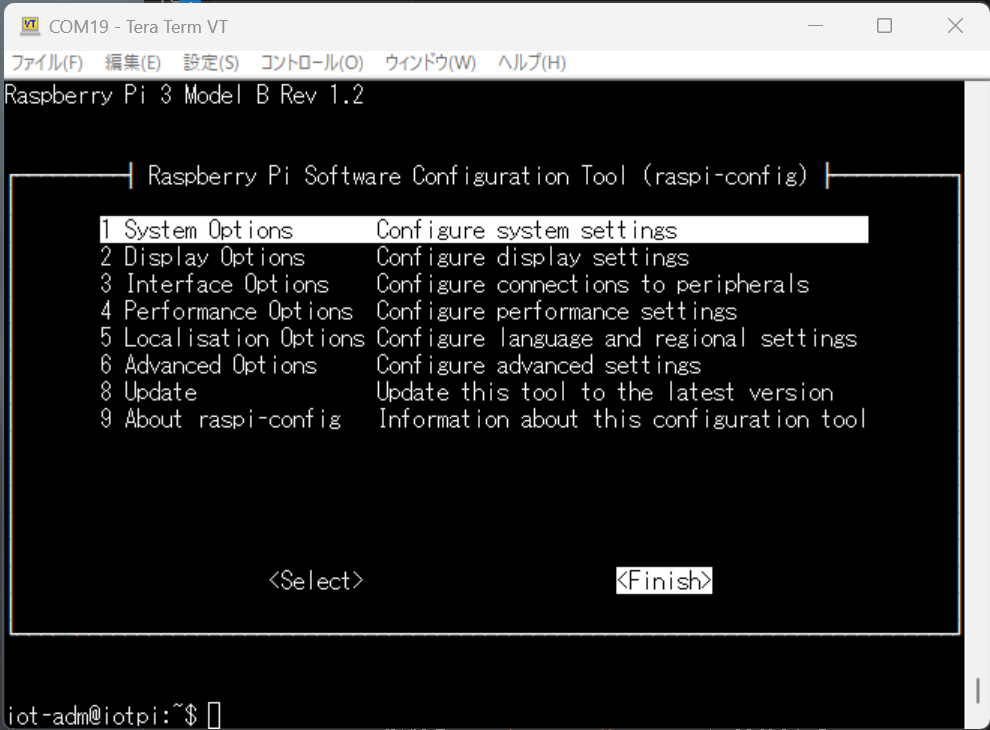 COM19 - Tera Term VT
ファイル(F) 編集(E) 設定(S) コントロール(O) ウィンドウ(W) ヘルプ(H)
Raspberry Pi 3 Model B Rev 1.2
Raspberry Pi Software Configuration Tool (raspi-config)
1 System Options Configure system settings
2 Display Options Configure display settings
3 Interface Options Configure connections to peripherals
4 Performance Options Configure performance settings
5 Localisation Options Configure language and regional settings
6 Advanced Options Configure advanced settings
8 Update Update this tool to the latest version
9 About raspi-config Information about this configuration tool
<Select> <Finish>
iot-adm@iotpi:~$